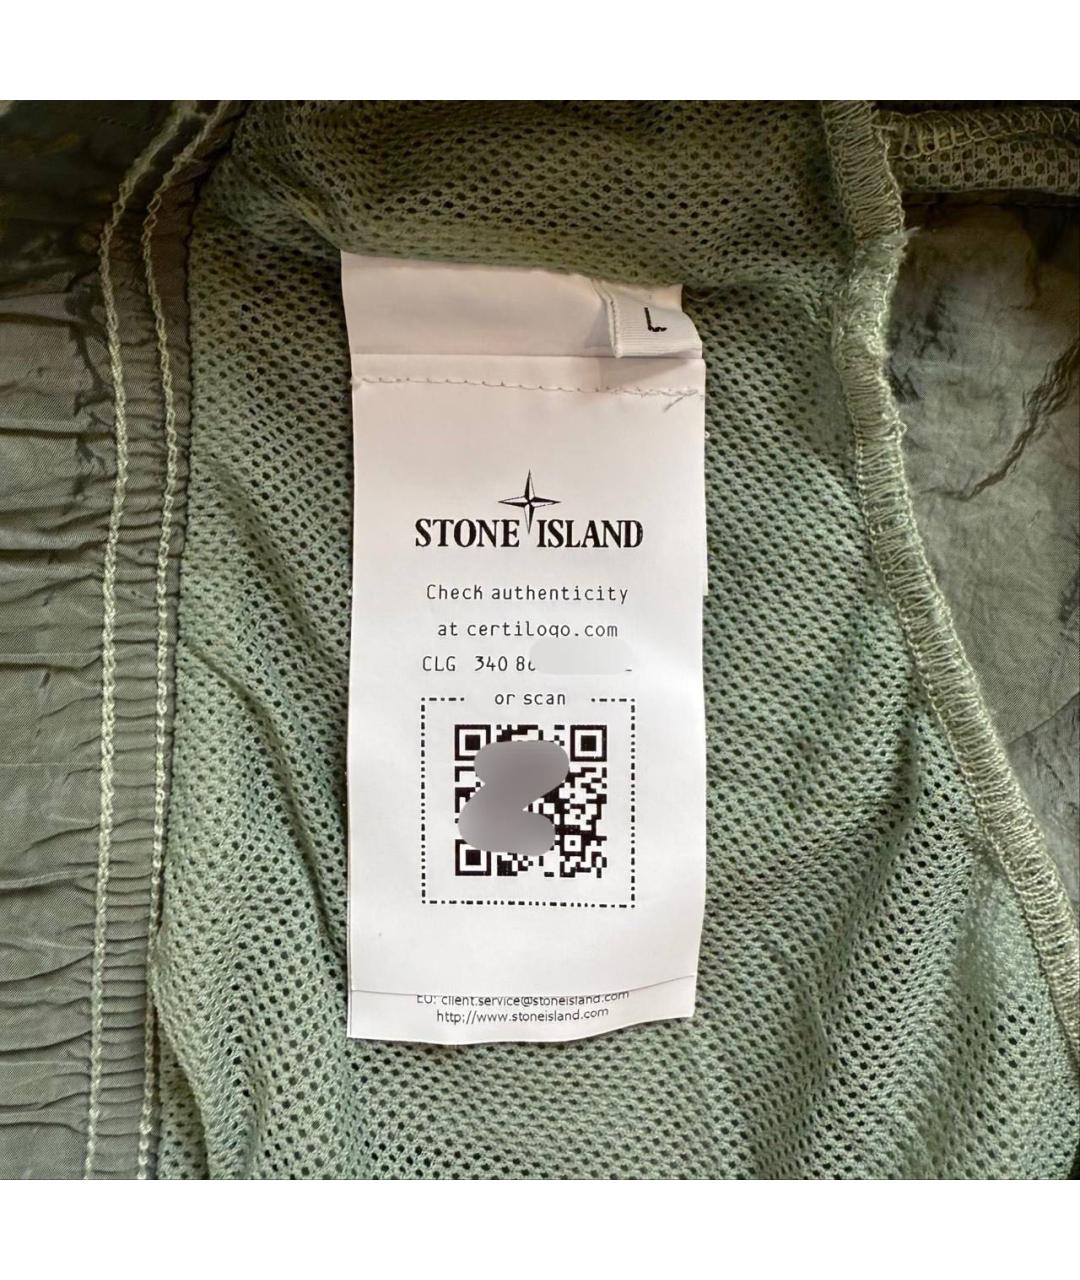 L
STONE ISLAND
Check authenticity
at certilogo.com
CLG 340 8
or scan
EU: client.service@stoneisland.com
http://www.stoneisland.com